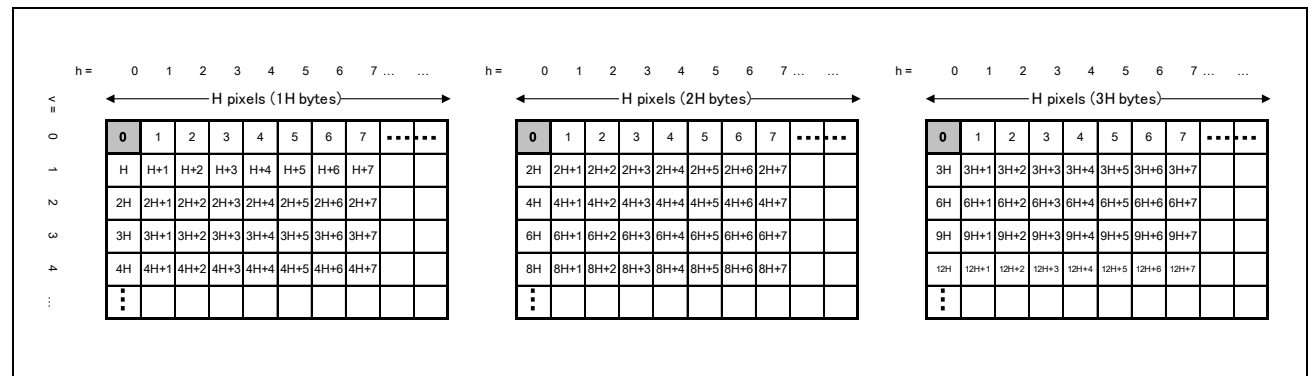 h = 0 1 2 3 4 5 6 7 ... ... h = 0 1 2 3 4 5 6 7 ... ... h = 0 1 2 3 4 5 6 7 ... ...
v = H pixels (1H bytes) H pixels (2H bytes) H pixels (3H bytes)
0 0 1 2 3 4 5 6 7 ...... 0 1 2 3 4 5 6 7 ...... 0 1 2 3 4 5 6 7 ......
1 H H+1 H+2 H+3 H+4 H+5 H+6 H+7 2H 2H+1 2H+2 2H+3 2H+4 2H+5 2H+6 2H+7 3H 3H+1 3H+2 3H+3 3H+4 3H+5 3H+6 3H+7
2 2H 2H+1 2H+2 2H+3 2H+4 2H+5 2H+6 2H+7 4H 4H+1 4H+2 4H+3 4H+4 4H+5 4H+6 4H+7 6H 6H+1 6H+2 6H+3 6H+4 6H+5 6H+6 6H+7
3 3H 3H+1 3H+2 3H+3 3H+4 3H+5 3H+6 3H+7 6H 6H+1 6H+2 6H+3 6H+4 6H+5 6H+6 6H+7 9H 9H+1 9H+2 9H+3 9H+4 9H+5 9H+6 9H+7
4 4H 4H+1 4H+2 4H+3 4H+4 4H+5 4H+6 4H+7 8H 8H+1 8H+2 8H+3 8H+4 8H+5 8H+6 8H+7 12H 12H+1 12H+2 12H+3 12H+4 12H+5 12H+6 12H+7
...